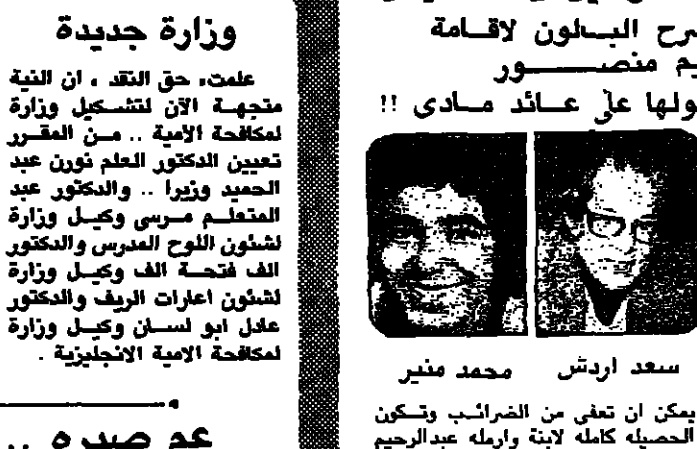 رح البالون لاقامة
م منصور
ولها على عائد مادى !!
سعد اردش
محمد منير
يمكن ان تعفى من الضرائب وتكون
الحصيله كامله لابنة وارمله عبدالرحيم
وزارة جديدة
علمت، حق النقد ، ان النية
متجهة الآن لتشكيل وزارة
لمكافحة الأمية .. من المقرر
تعيين الدكتور العلم نورن عبد
الحميد وزيرا .. والدكتور عبد
المتعلم مرسى وكيل وزارة
لشئون اللوح المدرس والدكتور
الف فتحة الف وكيل وزارة
لشئون اعارات الريف والدكتور
عادل ابو لسان وكيل وزارة
لمكافحة الامية الانجليزية .
عم صبره ..